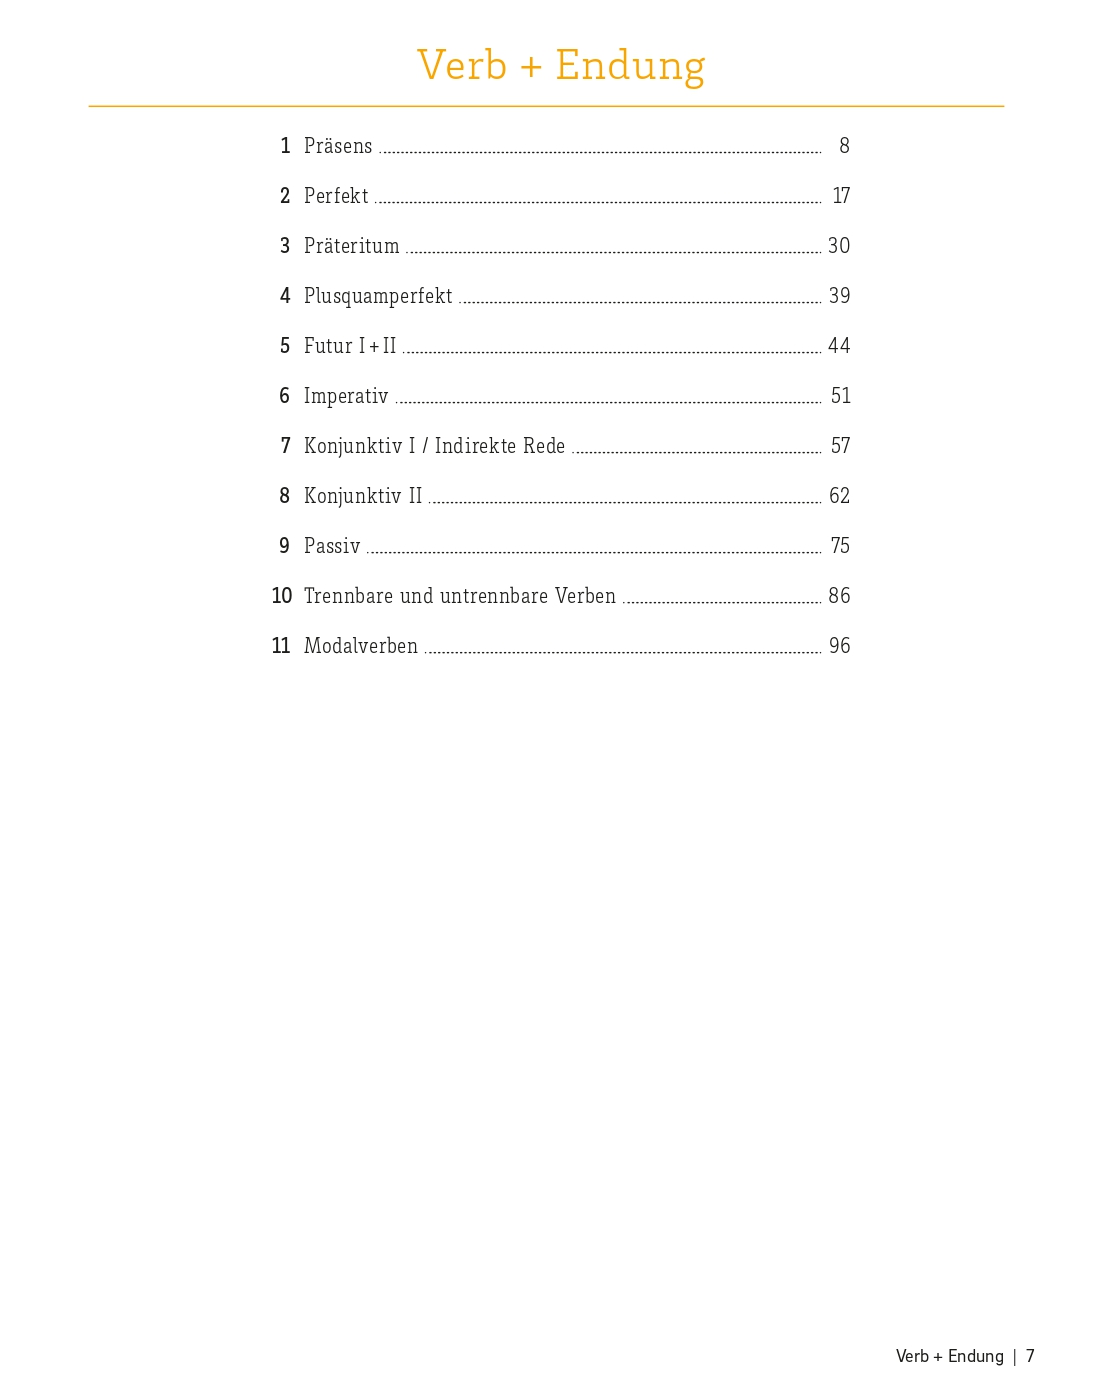 Verb + Endung
1 Präsens 8
2 Perfekt 17
3 Präteritum 30
4 Plusquamperfekt 39
5 Futur I + II 44
6 Imperativ 51
7 Konjunktiv I / Indirekte Rede 57
8 Konjunktiv II 62
9 Passiv 75
10 Trennbare und untrennbare Verben 86
11 Modalverben 96
Verb + Endung | 7